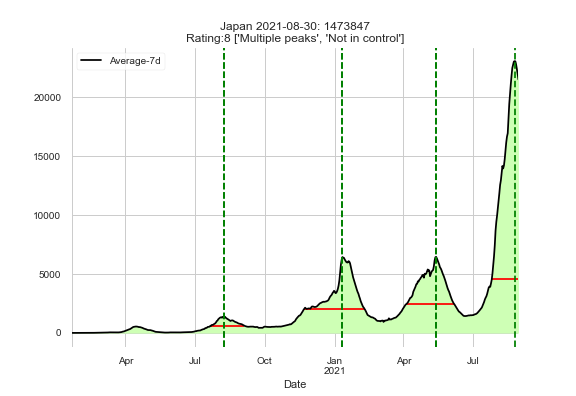 Japan 2021-08-30: 1473847
Rating:8 ['Multiple peaks', 'Not in control']
Average-7d
20000
15000
10000
5000
0
Apr Jul Oct Jan Apr Jul
2021
Date